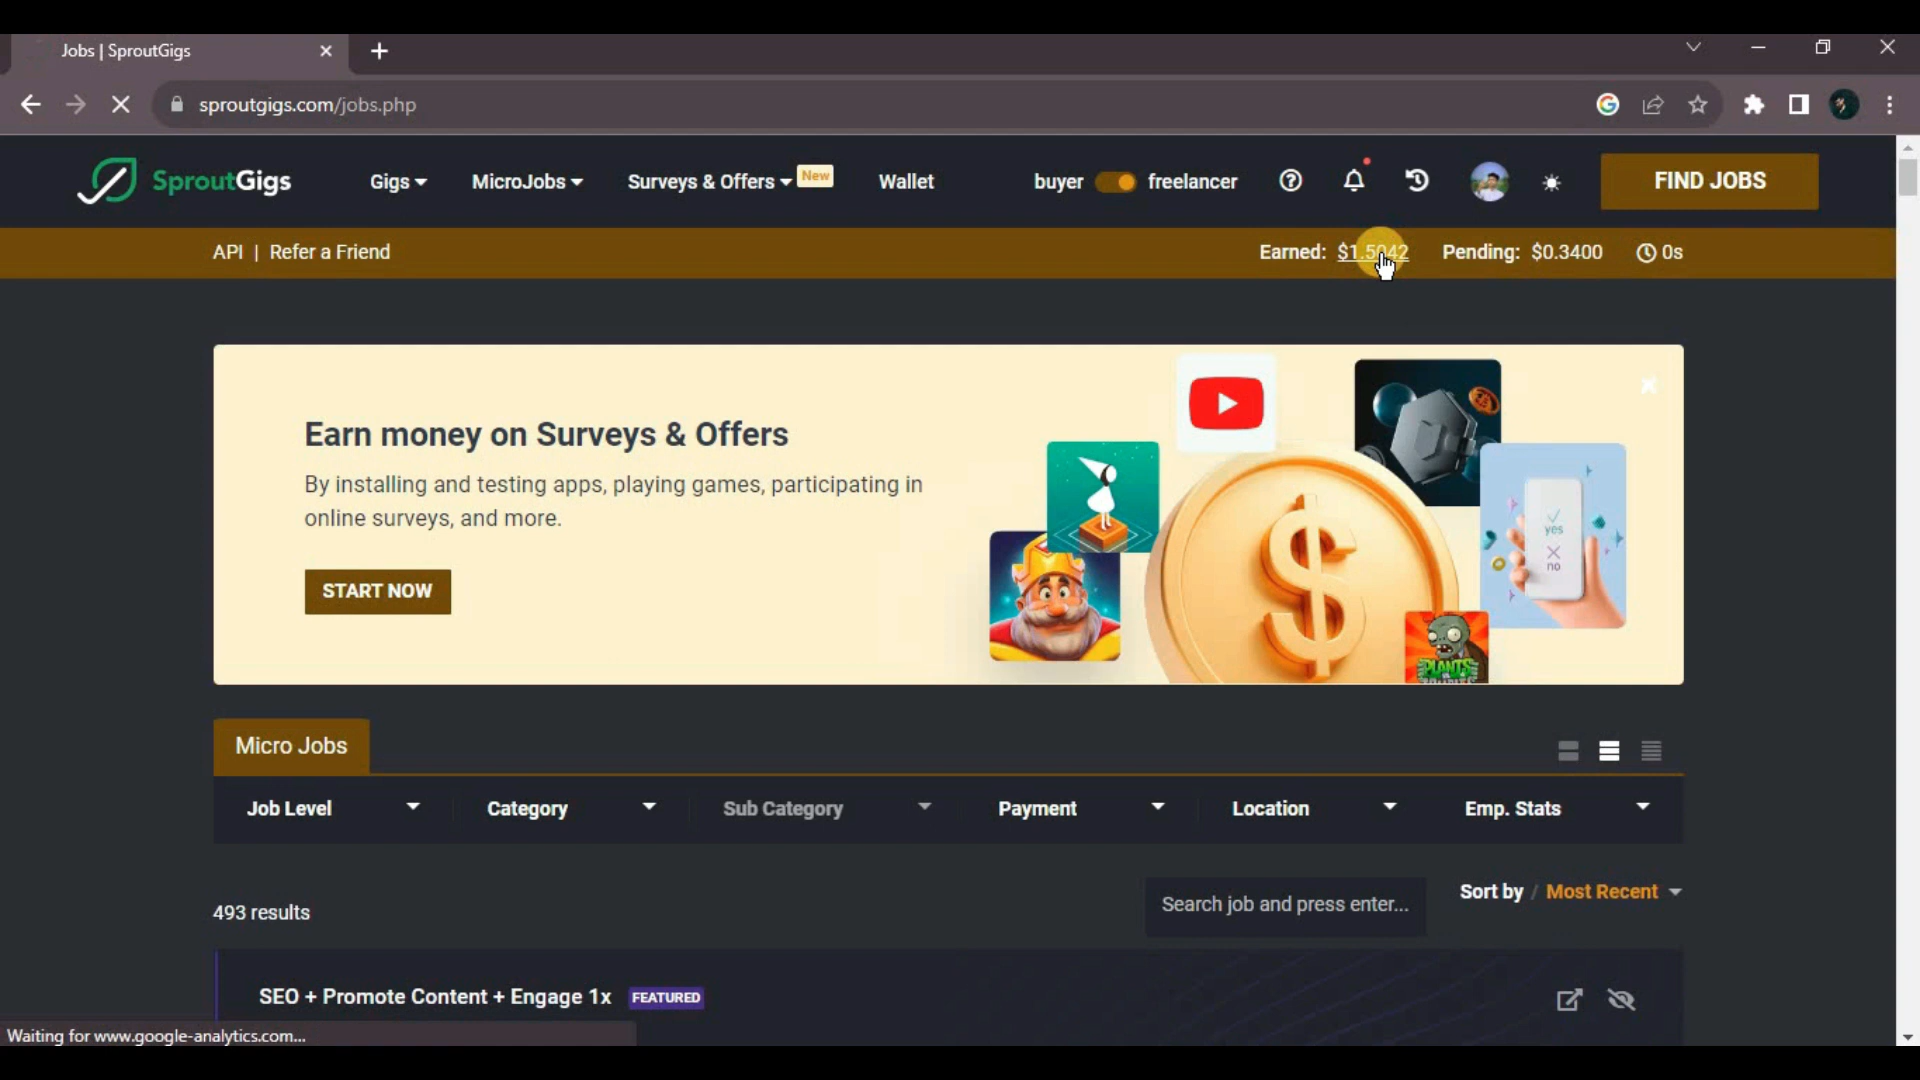 Jobs | SproutGigs
sproutgigs.com/jobs.php
SproutGigs
Gigs
MicroJobs
Surveys & Offers
New
Wallet
buyer
freelancer
FIND JOBS
API | Refer a Friend
Earned: $1.5042
Pending: $0.3400
0s
Earn money on Surveys & Offers
By installing and testing apps, playing games, participating in
online surveys, and more.
START NOW
yes
no
PLANTS
Micro Jobs
Job Level
Category
Sub Category
Payment
Location
Emp. Stats
493 results
Search job and press enter...
Sort by / Most Recent
SEO + Promote Content + Engage 1x
FEATURED
Waiting for www.google-analytics.com...